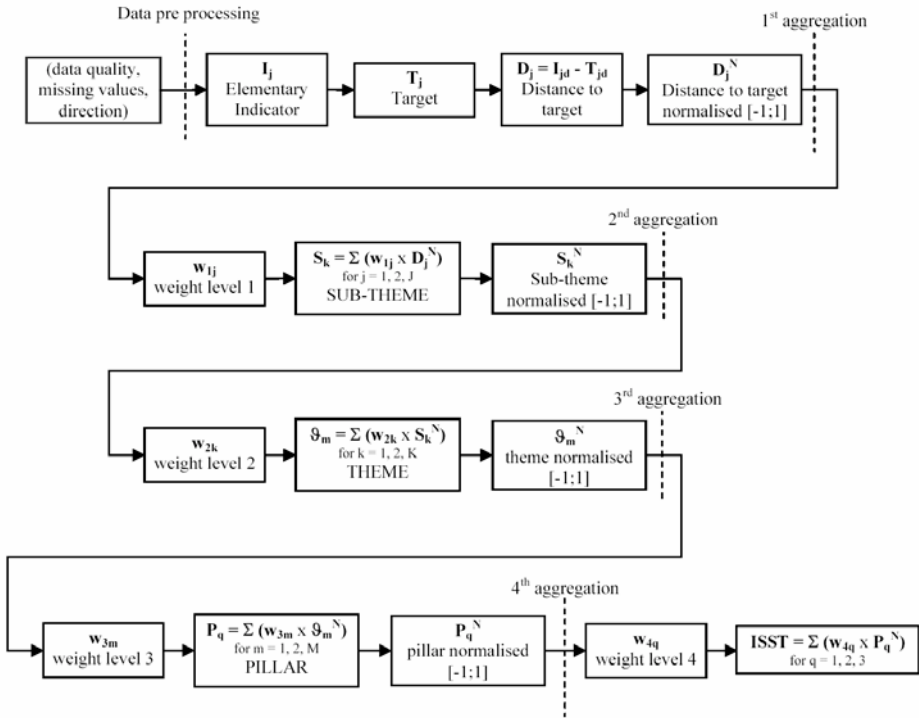 Data pre processing
1st aggregation
(data quality,
missing values,
direction)
Ij
Elementary
Indicator
Tj
Target
Dj = Ijd - Tjd
Distance to
target
DjN
Distance to target
normalised [-1;1]
2nd aggregation
w1j
weight level 1
Sk = Σ (w1j x DjN)
for j = 1, 2, J
SUB-THEME
SkN
Sub-theme
normalised [-1;1]
3rd aggregation
w2k
weight level 2
ϑm = Σ (w2k x SkN)
for k = 1, 2, K
THEME
ϑmN
theme normalised
[-1;1]
4th aggregation
w3m
weight level 3
Pq = Σ (w3m x ϑmN)
for m = 1, 2, M
PILLAR
PqN
pillar normalised
[-1;1]
w4q
weight level 4
ISST = Σ (w4q x PqN)
for q = 1, 2, 3